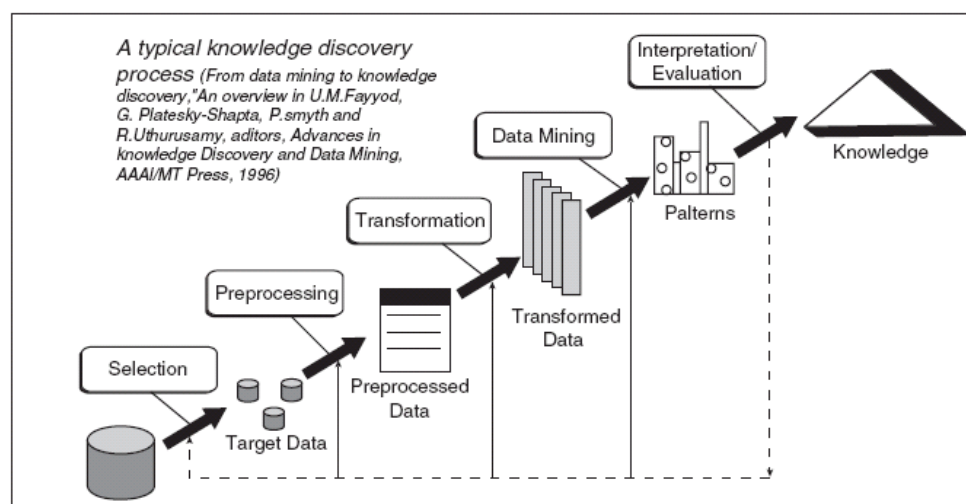 A typical knowledge discovery
process (From data mining to knowledge
discovery,"An overview in U.M.Fayyod,
G. Platesky-Shapta, P.smyth and
R.Uthurusamy, aditors, Advances in
knowledge Discovery and Data Mining,
AAAI/MT Press, 1996)
Interpretation/
Evaluation
Knowledge
Data Mining
Palterns
Transformation
Transformed
Data
Preprocessing
Preprocessed
Data
Selection
Target Data